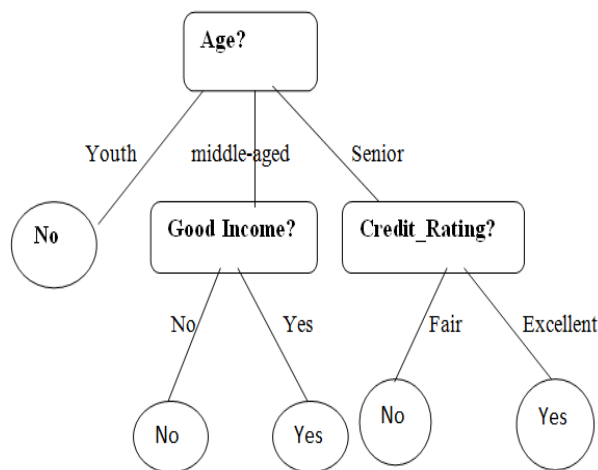 Age?
Youth
middle-aged
Senior
No
Good Income?
Credit_Rating?
No
Yes
Fair
Excellent
No
Yes
No
Yes